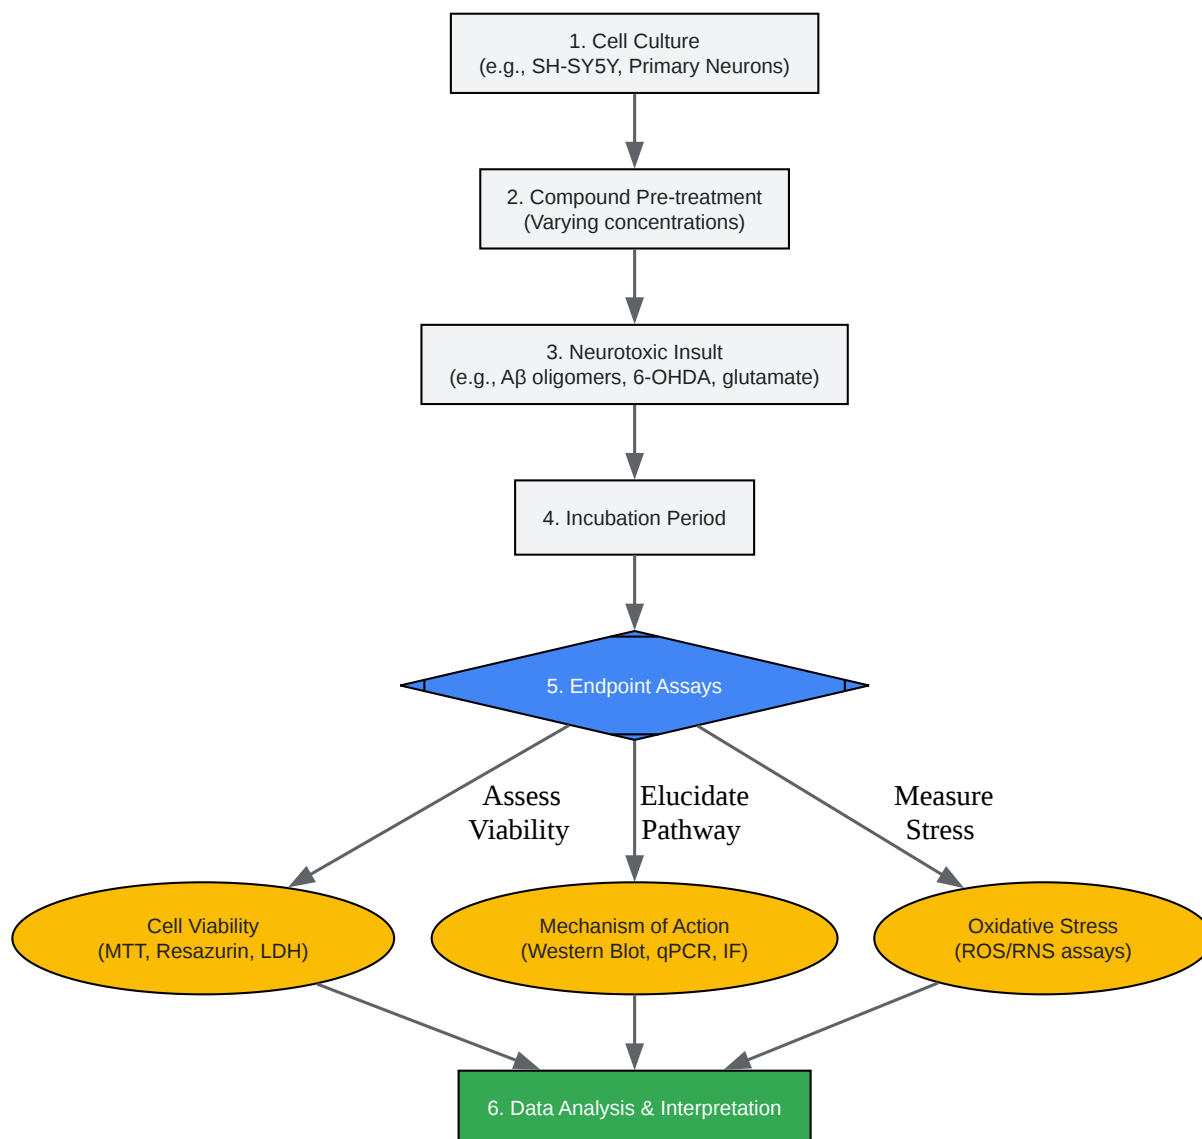 1. Cell Culture
(e.g., SH-SY5Y, Primary Neurons)
2. Compound Pre-treatment
(Varying concentrations)
3. Neurotoxic Insult
(e.g., Aβ oligomers, 6-OHDA, glutamate)
4. Incubation Period
5. Endpoint Assays
Assess
Viability
Elucidate
Pathway
Measure
Stress
Cell Viability
(MTT, Resazurin, LDH)
Mechanism of Action
(Western Blot, qPCR, IF)
Oxidative Stress
(ROS/RNS assays)
6. Data Analysis & Interpretation